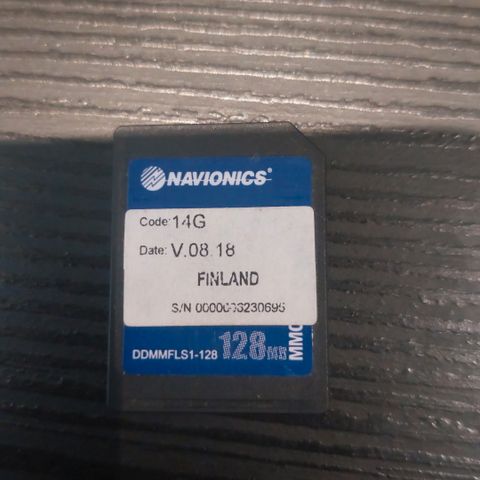 NAVIONICS®
Code: 14G
Date: V.08.18
FINLAND
S/N
DDMMFLS1-128 128MB
MMC